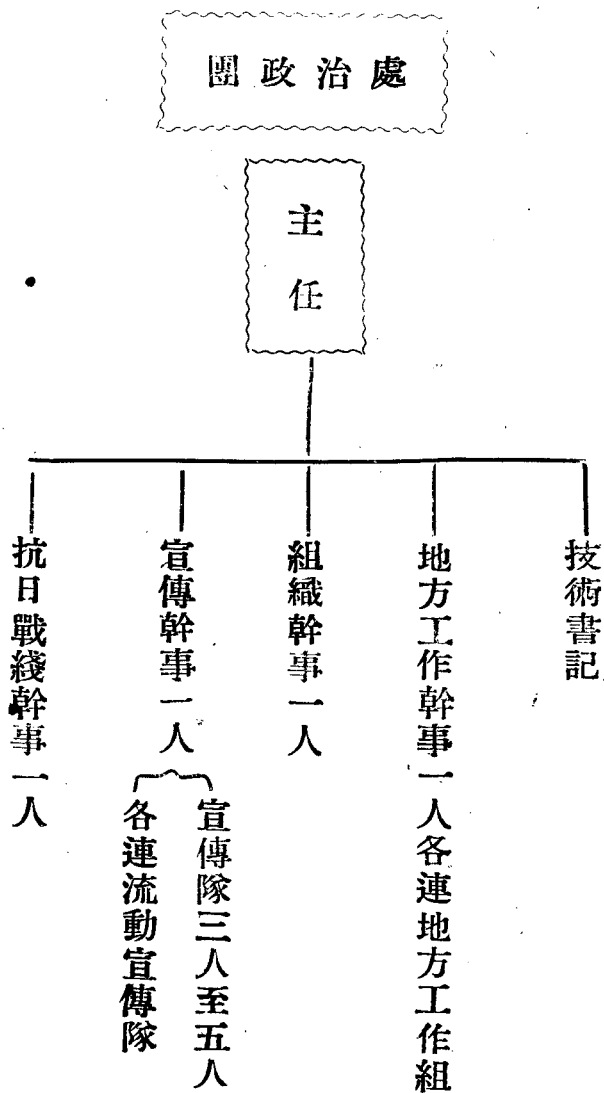 團政治處
主任
技術書記
地方工作幹事一人各連地方工作組
組織幹事一人
宣傳幹事一人
宣傳隊三人至五人
各連流動宣傳隊
抗日戰綫幹事一人